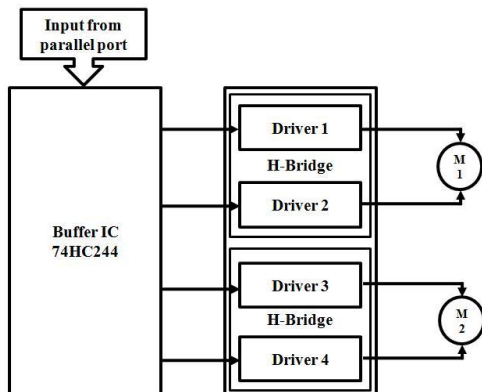 Input from
parallel port
Buffer IC
74HC244
Driver 1
H-Bridge
Driver 2
Driver 3
H-Bridge
Driver 4
M
1
M
2